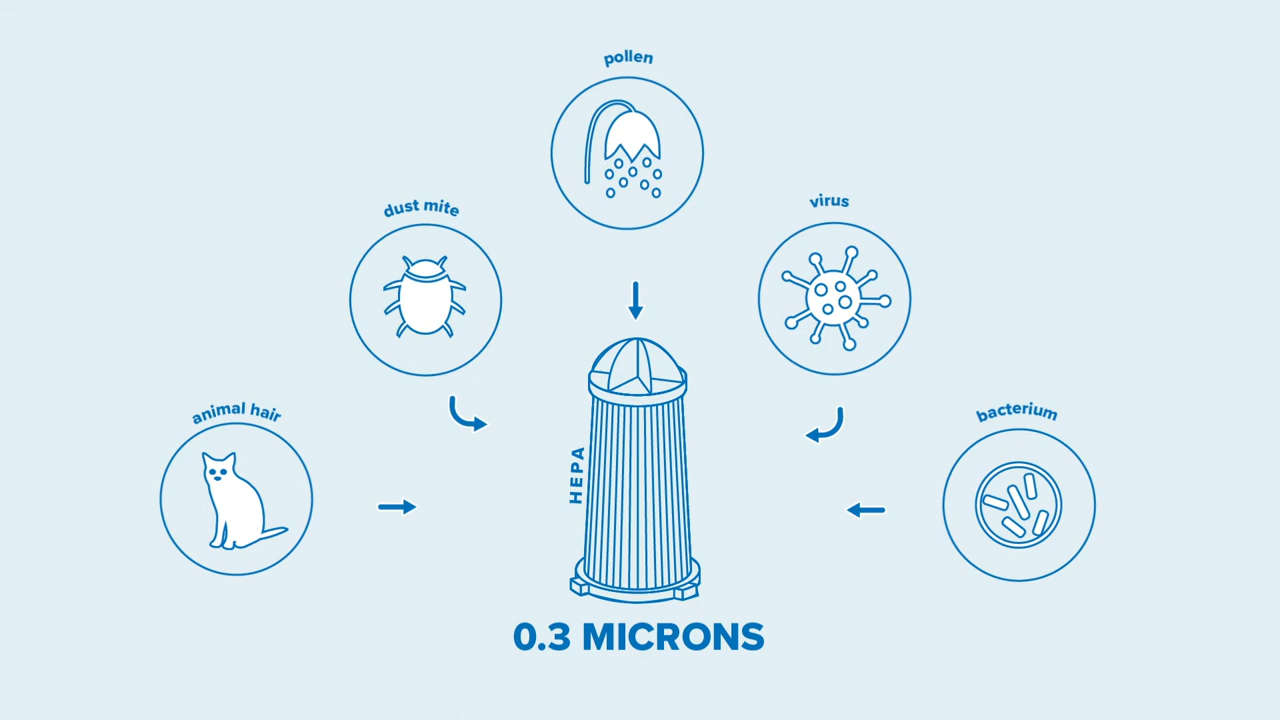 pollen
dust mite
virus
animal hair
bacterium
HEPA
0.3 MICRONS